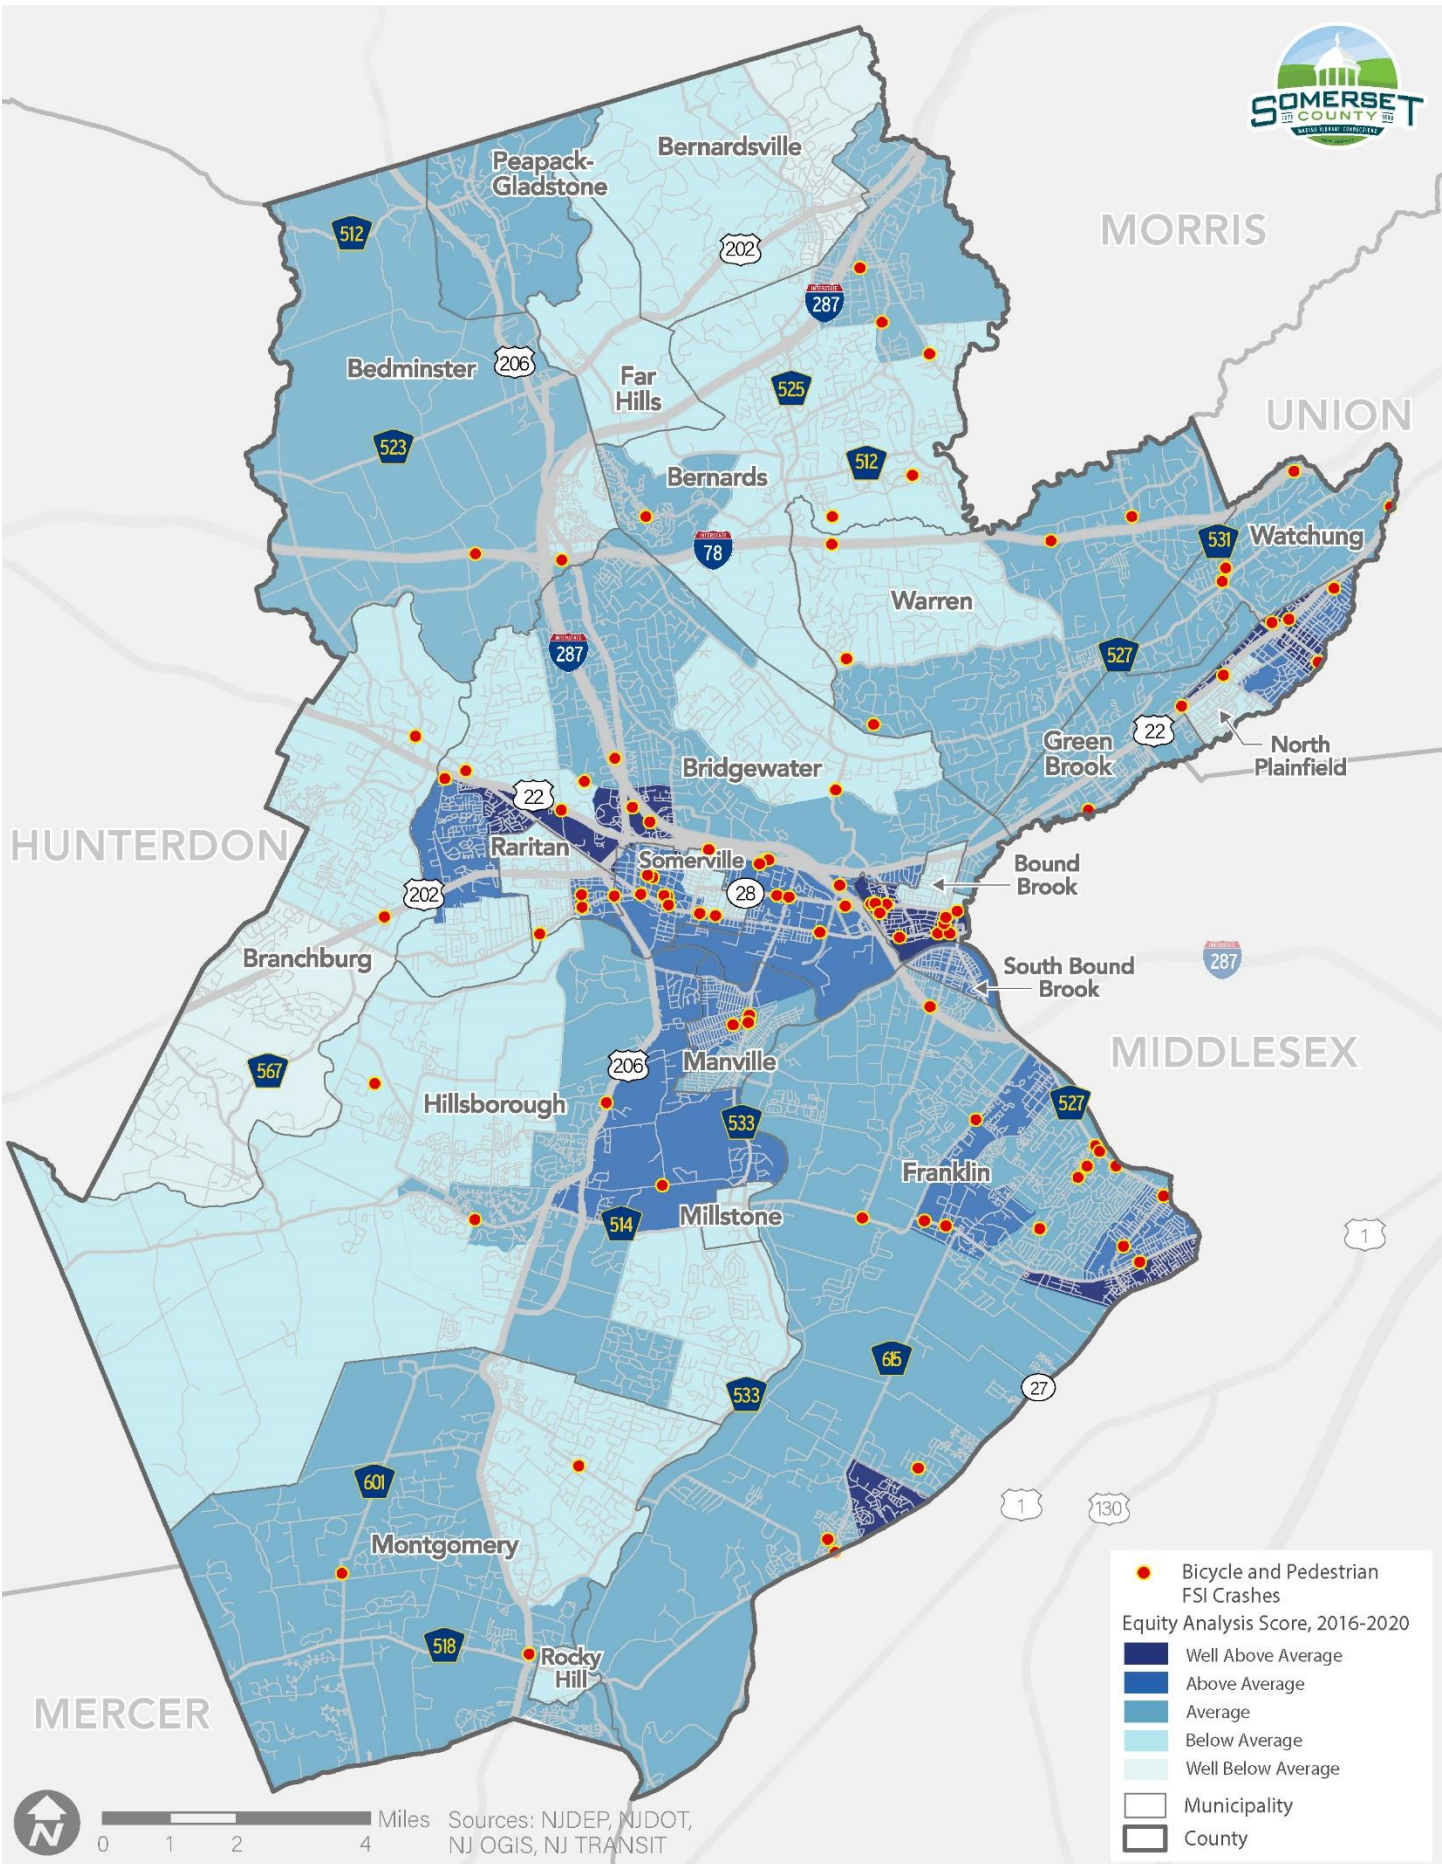 SOMERSET
COUNTY
Peapack-
Gladstone
Bernardsville
MORRIS
512
202
INTERSTATE
287
Bedminster
206
Far
Hills
525
UNION
523
Bernards
512
INTERSTATE
78
531
Watchung
Warren
INTERSTATE
287
527
22
Green
Brook
North
Plainfield
Bridgewater
22
HUNTERDON
Raritan
Somerville
Bound
Brook
202
28
Branchburg
South Bound
Brook
287
MIDDLESEX
206
Manville
567
Hillsborough
533
527
Franklin
514
Millstone
1
615
533
27
601
1
130
Montgomery
518
Rocky
Hill
MERCER
Bicycle and Pedestrian
FSI Crashes
Equity Analysis Score, 2016-2020
Well Above Average
Above Average
Average
Below Average
Well Below Average
Municipality
County
N
Miles
0 1 2 4
Sources: NJDEP, NJDOT,
NJ OGIS, NJ TRANSIT